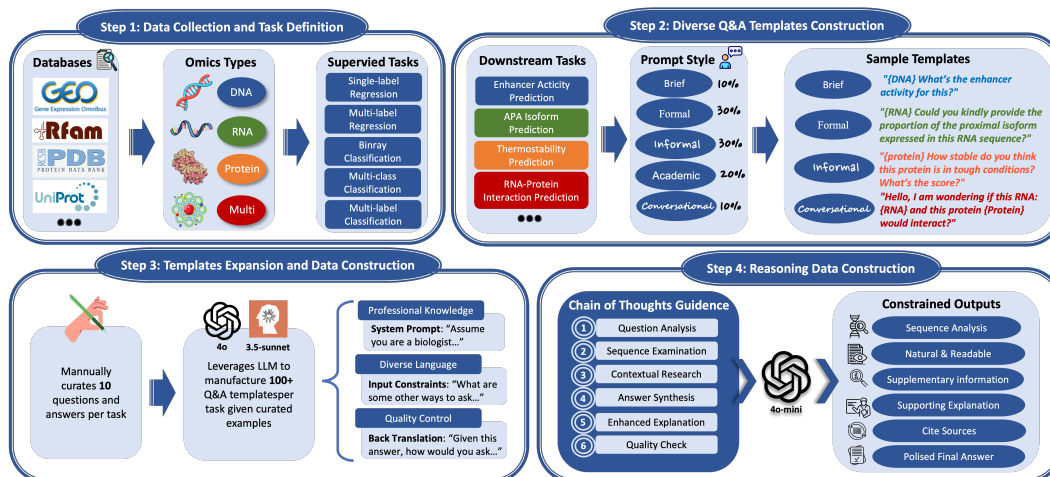 Step 1: Data Collection and Task Definition
Databases
GEO
Gene Expression Omnibus
Rfam
RCSB
PDB
PROTEIN DATA BANK
UniProt
Omics Types
DNA
RNA
Protein
Multi
Supervied Tasks
Single-label
Regression
Multi-label
Regression
Binray
Classification
Multi-class
Classification
Multi-label
Classification
Step 2: Diverse Q&A Templates Construction
Downstream Tasks
Enhancer Acticity
Prediction
APA Isoform
Prediction
Thermostability
Prediction
RNA-Protein
Interaction Prediction
Prompt Style
Brief 10%
Formal 30%
Informal 30%
Academic 20%
Conversational 10%
Sample Templates
Brief
"{DNA} What's the enhancer
activity for this?"
Formal
"{RNA} Could you kindly provide the
proportion of the proximal isoform
expressed in this RNA sequence?"
Informal
"{protein} How stable do you think
this protein is in tough conditions?
What's the score?"
Conversational
"Hello, I am wondering if this RNA:
{RNA} and this protein {Protein}
would interact?"
Step 3: Templates Expansion and Data Construction
Mannually
curates 10
questions and
answers per task
4o
3.5-sunnet
Leverages LLM to
manufacture 100+
Q&A templatesper
task given curated
examples
Professional Knowledge
System Prompt: "Assume
you are a biologist…"
Diverse Language
Input Constraints: "What are
some other ways to ask…"
Quality Control
Back Translation: "Given this
answer, how would you ask…"
Step 4: Reasoning Data Construction
Chain of Thoughts Guidence
1 Question Analysis
2 Sequence Examination
3 Contextual Research
4 Answer Synthesis
5 Enhanced Explanation
6 Quality Check
4o-mini
Constrained Outputs
Sequence Analysis
Natural & Readable
Supplementary information
Supporting Explanation
Cite Sources
Polised Final Answer